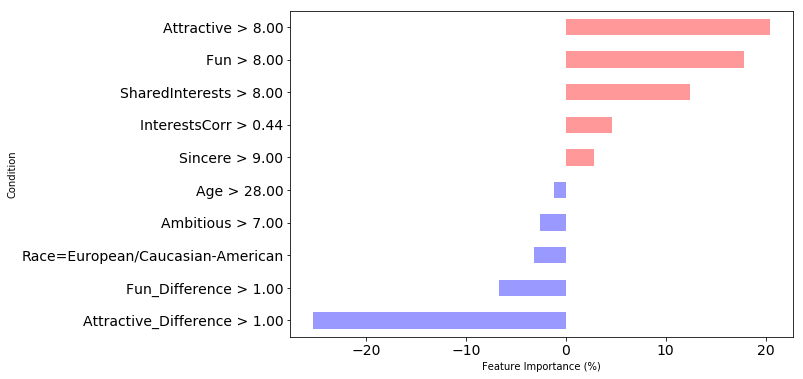 Attractive > 8.00
Fun > 8.00
SharedInterests > 8.00
InterestsCorr > 0.44
Sincere > 9.00
Age > 28.00
Ambitious > 7.00
Race=European/Caucasian-American
Fun_Difference > 1.00
Attractive_Difference > 1.00
Condition
−20 −10 0 10 20
Feature Importance (%)